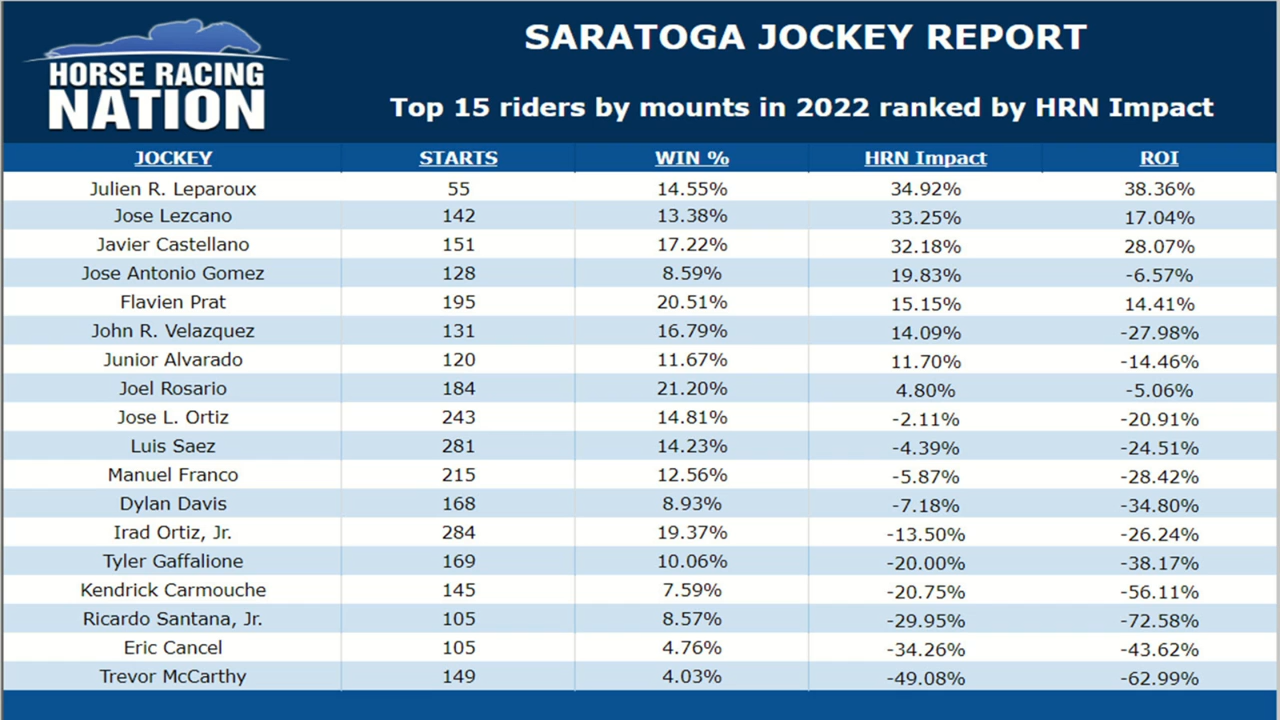 HORSE RACING
NATION
SARATOGA JOCKEY REPORT
Top 15 riders by mounts in 2022 ranked by HRN Impact
JOCKEY STARTS WIN % HRN Impact ROI
Julien R. Leparoux 55 14.55% 34.92% 38.36%
Jose Lezcano 142 13.38% 33.25% 17.04%
Javier Castellano 151 17.22% 32.18% 28.07%
Jose Antonio Gomez 128 8.59% 19.83% -6.57%
Flavien Prat 195 20.51% 15.15% 14.41%
John R. Velazquez 131 16.79% 14.09% -27.98%
Junior Alvarado 120 11.67% 11.70% -14.46%
Joel Rosario 184 21.20% 4.80% -5.06%
Jose L. Ortiz 243 14.81% -2.11% -20.91%
Luis Saez 281 14.23% -4.39% -24.51%
Manuel Franco 215 12.56% -5.87% -28.42%
Dylan Davis 168 8.93% -7.18% -34.80%
Irad Ortiz, Jr. 284 19.37% -13.50% -26.24%
Tyler Gaffalione 169 10.06% -20.00% -38.17%
Kendrick Carmouche 145 7.59% -20.75% -56.11%
Ricardo Santana, Jr. 105 8.57% -29.95% -72.58%
Eric Cancel 105 4.76% -34.26% -43.62%
Trevor McCarthy 149 4.03% -49.08% -62.99%